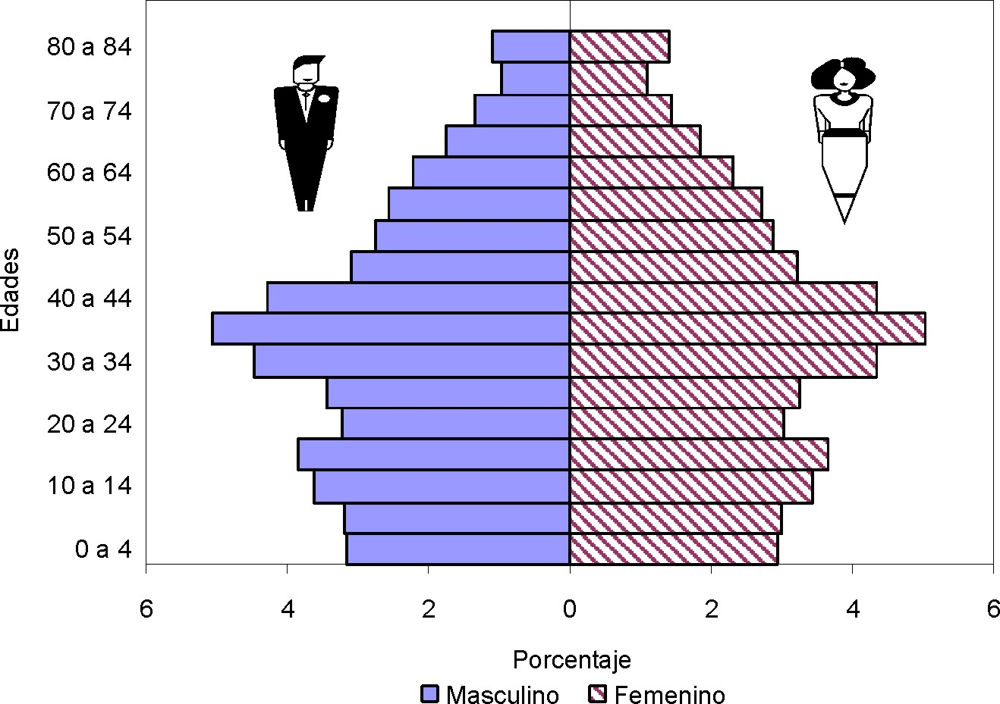 80 a 84
70 a 74
60 a 64
50 a 54
40 a 44
30 a 34
20 a 24
10 a 14
0 a 4
Edades
6 4 2 0 2 4 6
Porcentaje
Masculino Femenino